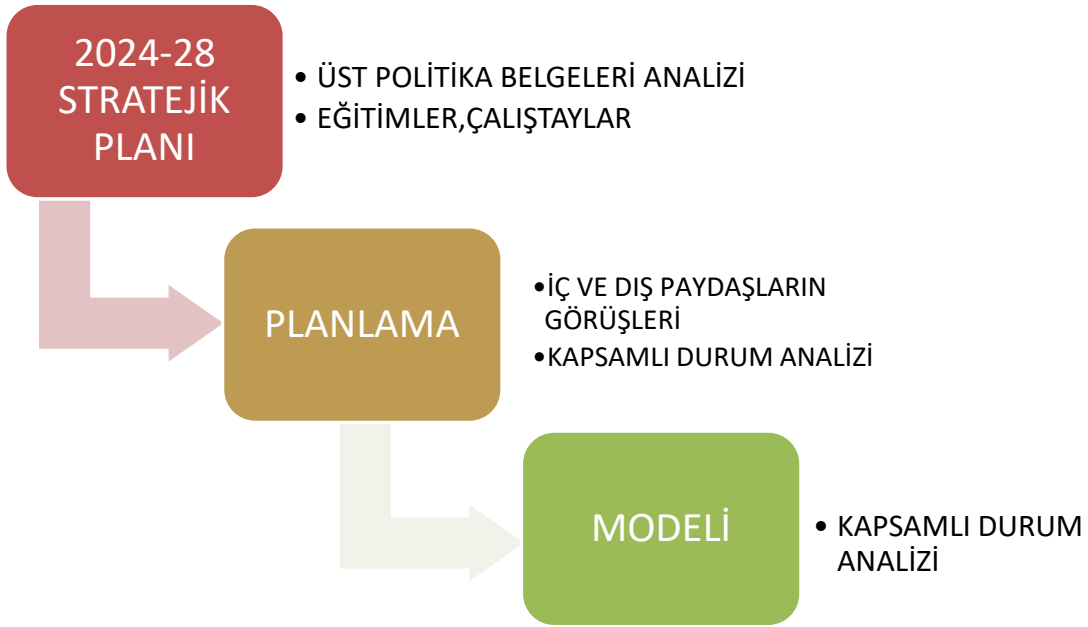 2024-28
STRATEJİK
PLANI
• ÜST POLİTİKA BELGELERİ ANALİZİ
• EĞİTİMLER,ÇALIŞTAYLAR
PLANLAMA
•İÇ VE DIŞ PAYDAŞLARIN
GÖRÜŞLERİ
•KAPSAMLI DURUM ANALİZİ
MODELİ
• KAPSAMLI DURUM
ANALİZİ